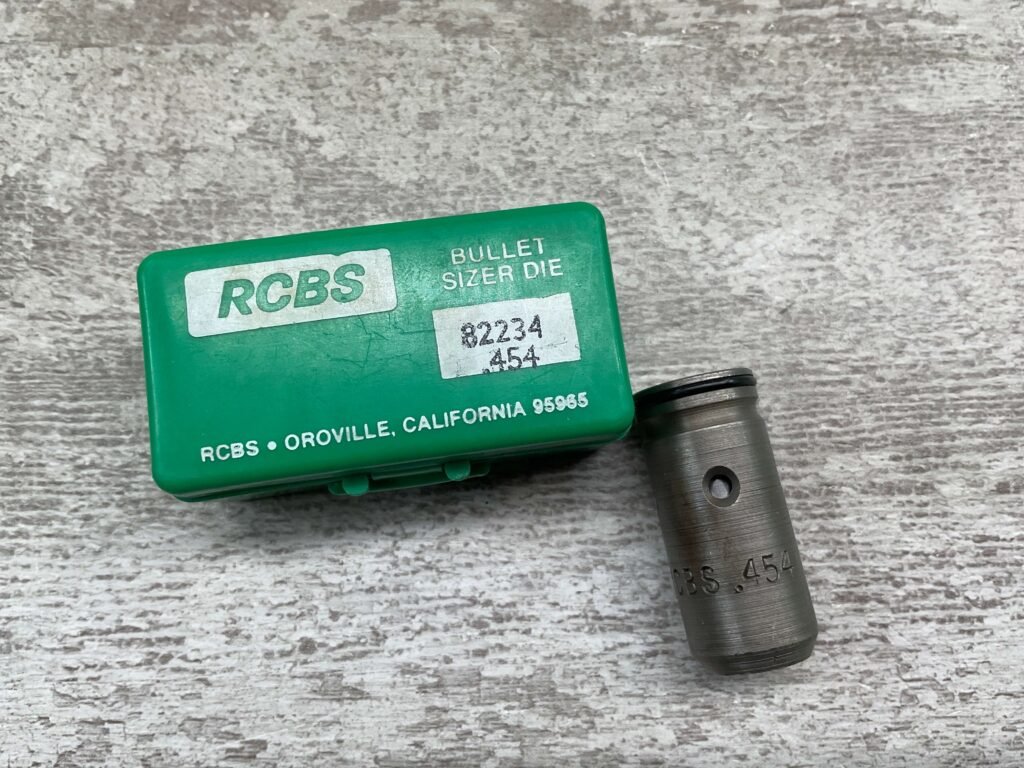 RCBS
BULLET
SIZER DIE
82234
.454
RCBS • OROVILLE, CALIFORNIA 95965
CBS .454